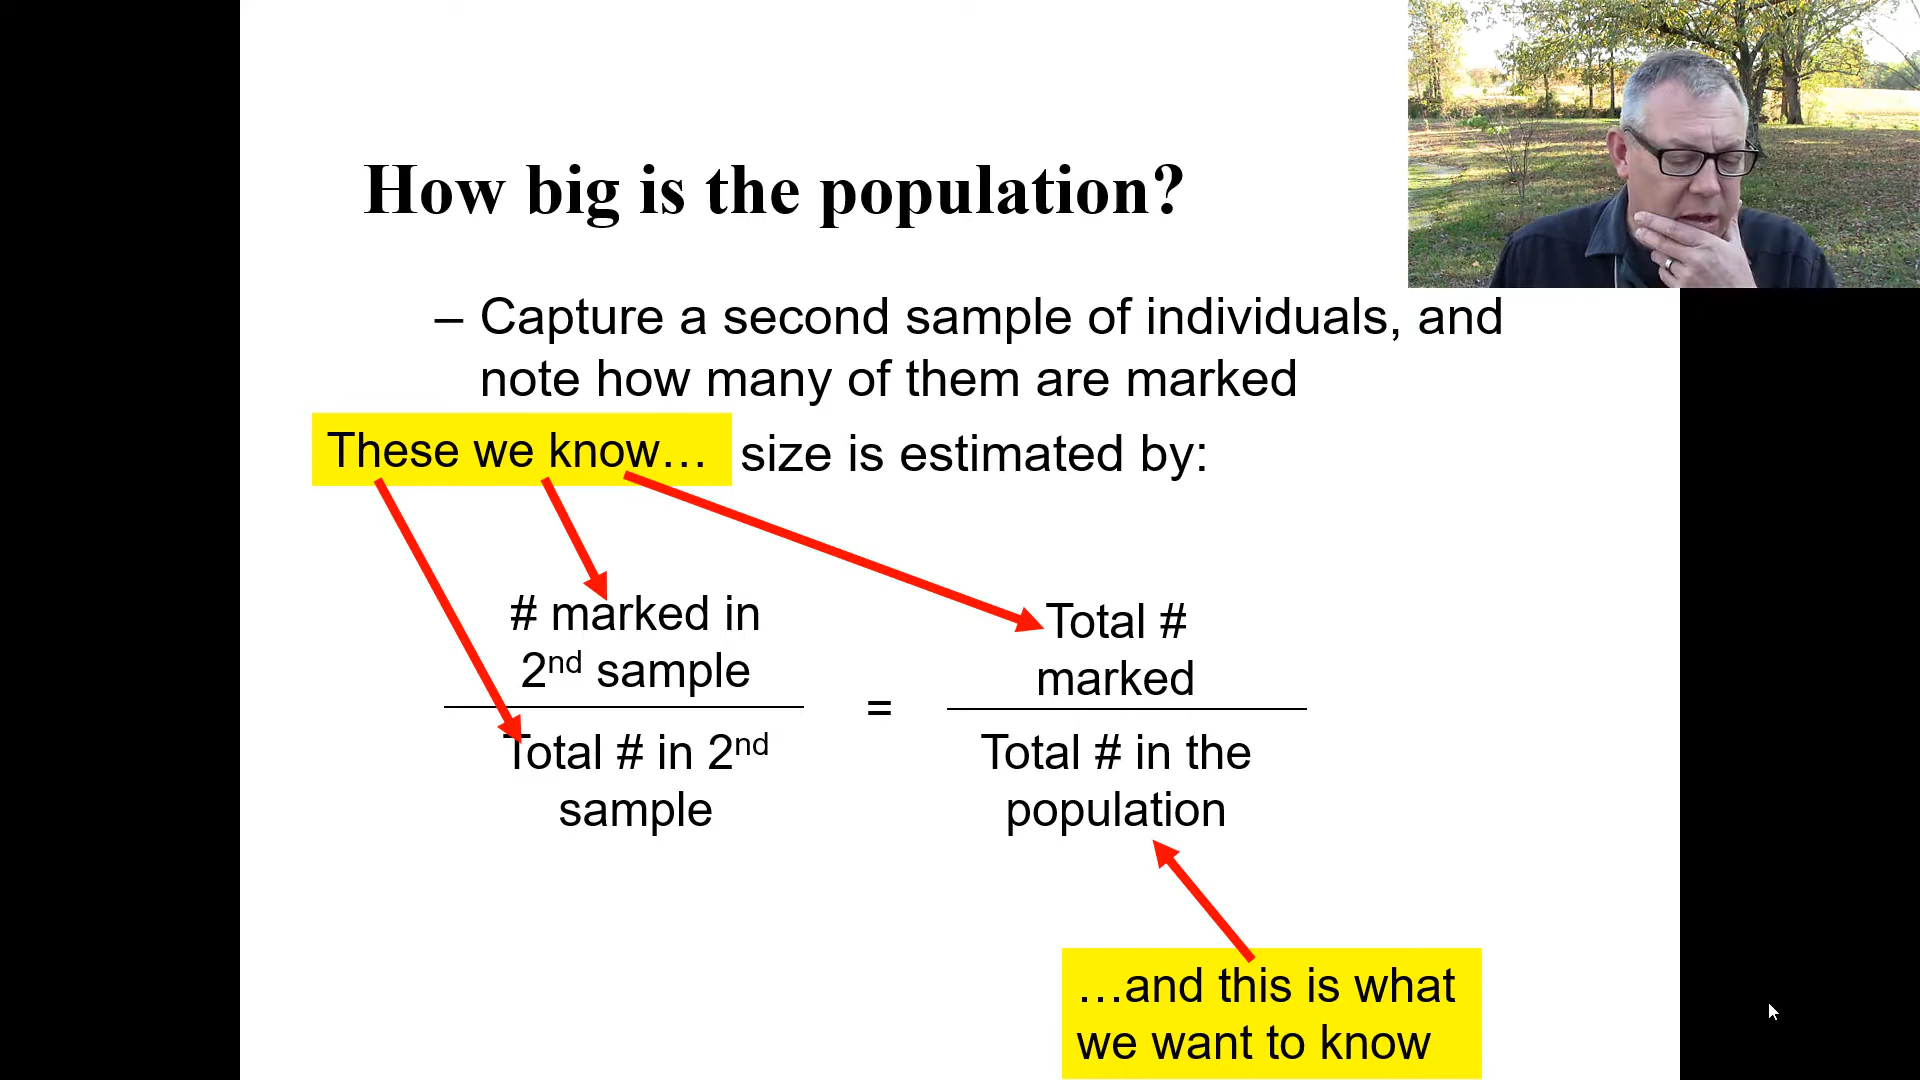 How big is the population?
– Capture a second sample of individuals, and
note how many of them are marked
These we know… size is estimated by:
# marked in
2nd sample
Total # in 2nd
sample
=
Total #
marked
Total # in the
population
…and this is what
we want to know